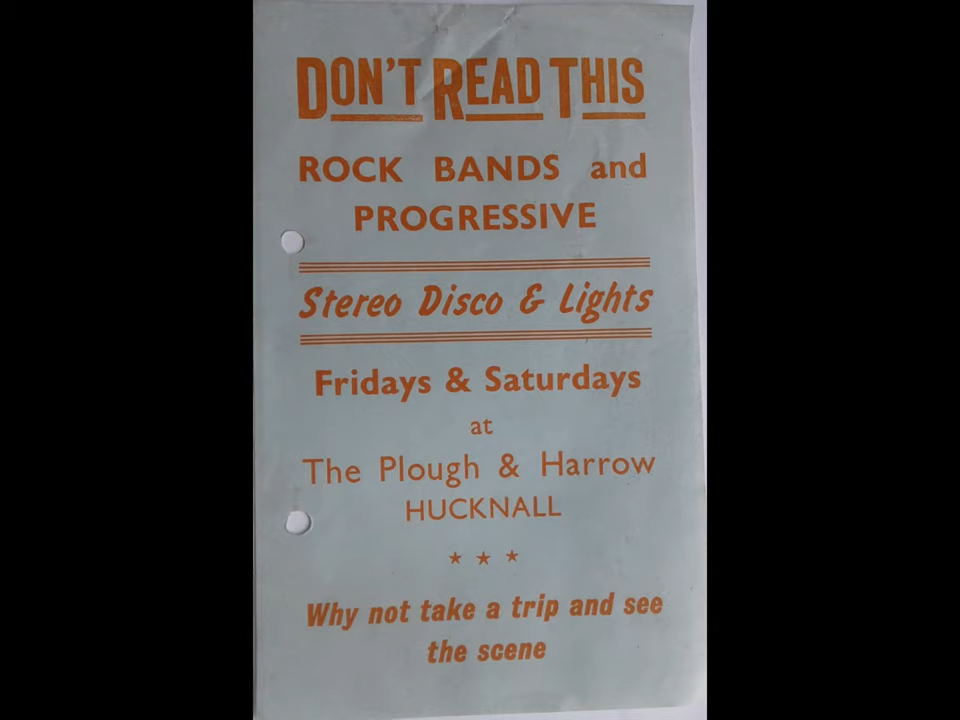 DON'T READ THIS
ROCK BANDS and
PROGRESSIVE
Stereo Disco & Lights
Fridays & Saturdays
at
The Plough & Harrow
HUCKNALL
* * *
Why not take a trip and see
the scene